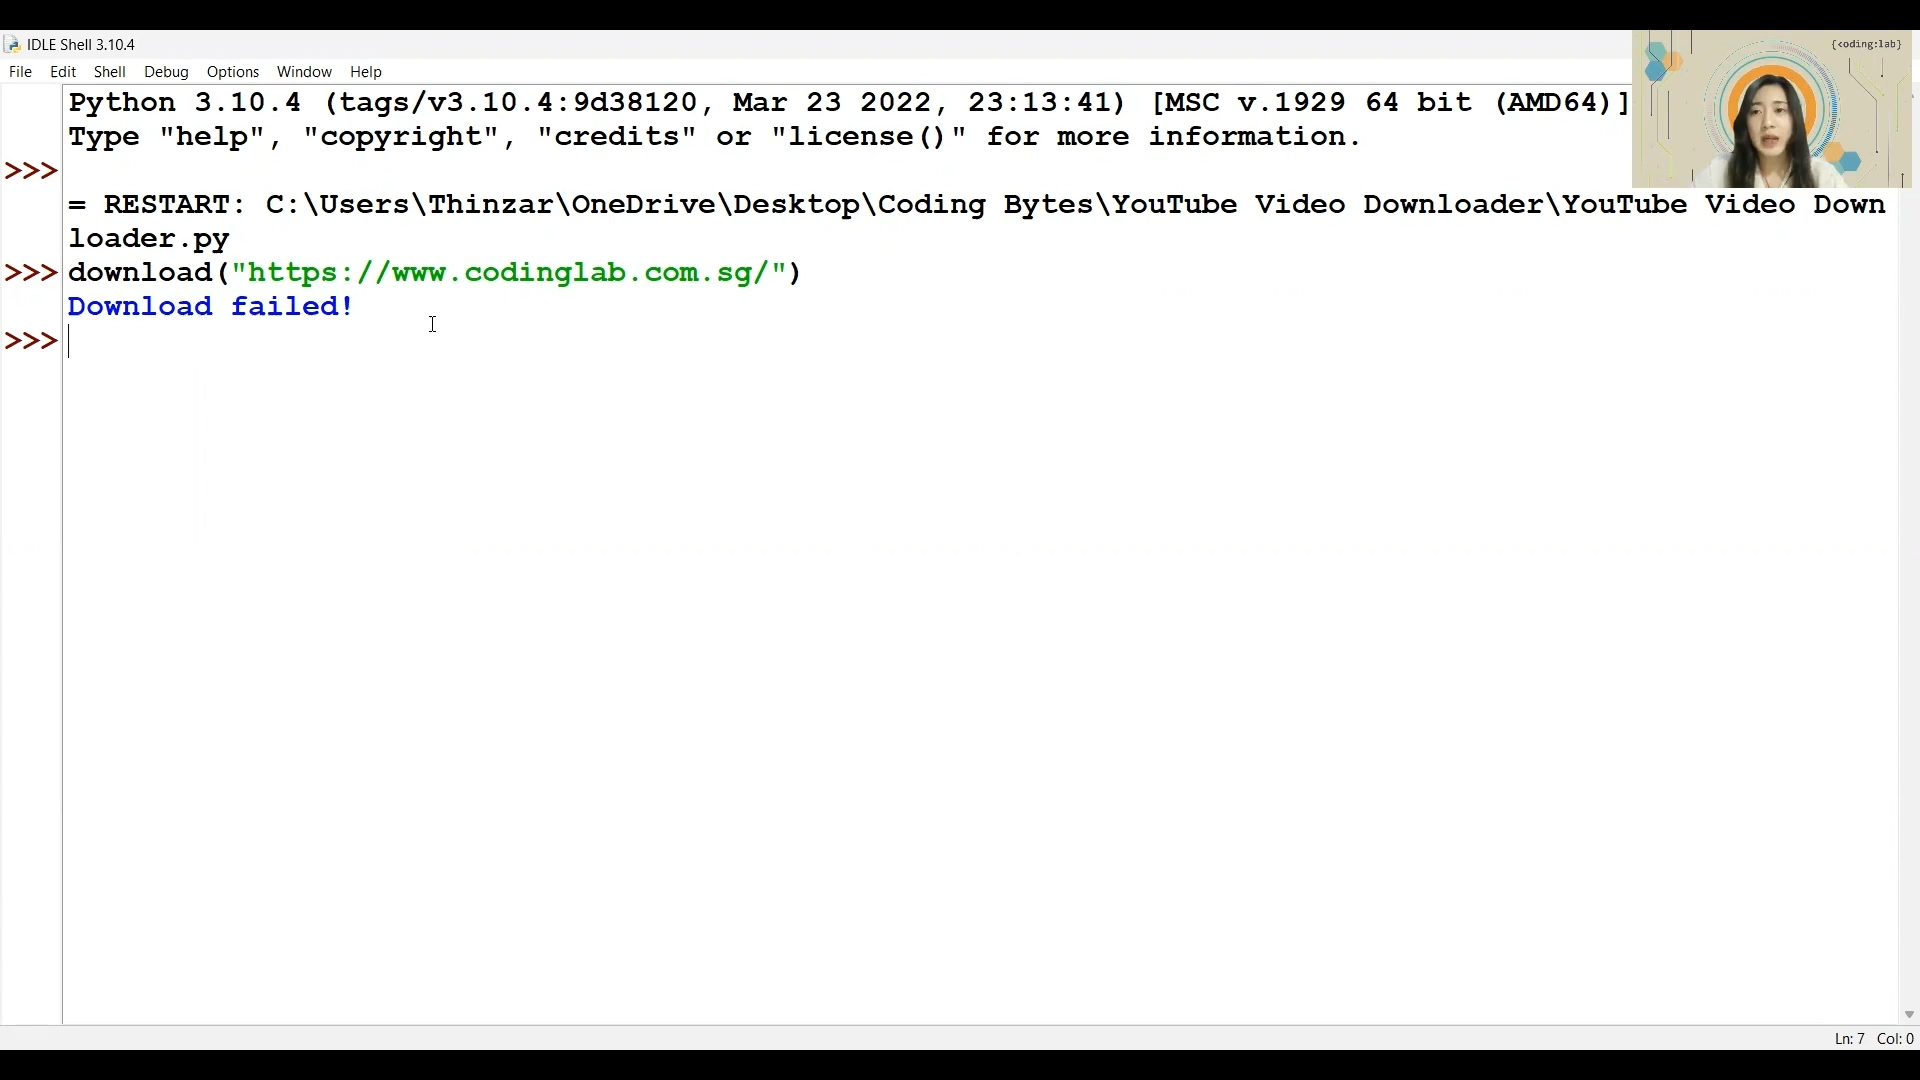 IDLE Shell 3.10.4
{<coding:lab}
File Edit Shell Debug Options Window Help
Python 3.10.4 (tags/v3.10.4:9d38120, Mar 23 2022, 23:13:41) [MSC v.1929 64 bit (AMD64)]
Type "help", "copyright", "credits" or "license()" for more information.
>>>
= RESTART: C:\Users\Thinzar\OneDrive\Desktop\Coding Bytes\YouTube Video Downloader\YouTube Video Down
loader.py
>>> download("https://www.codinglab.com.sg/")
Download failed!
>>>
Ln: 7 Col: 0